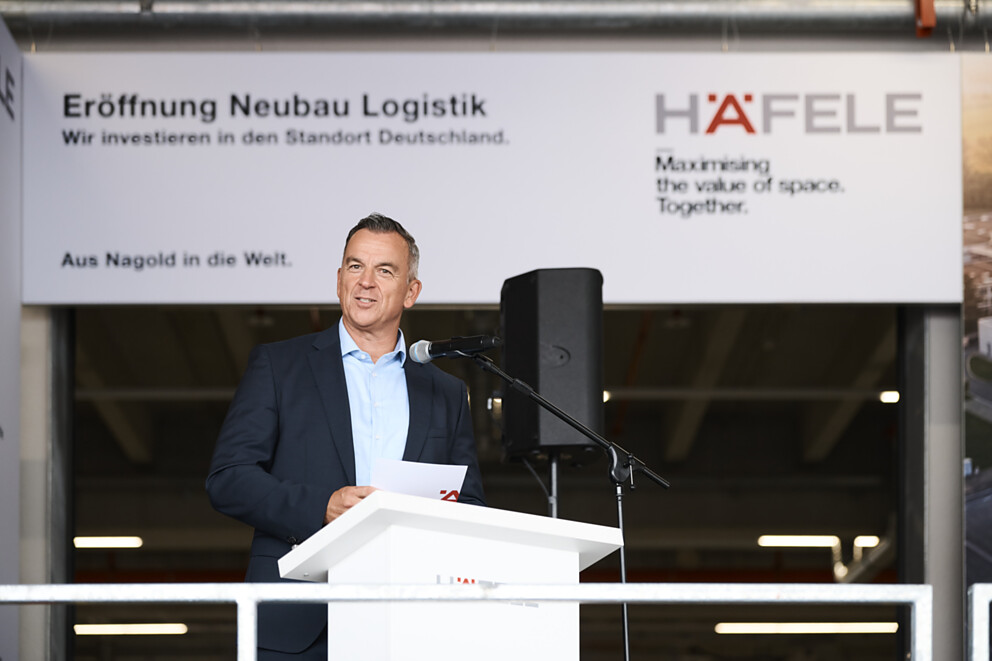 Eröffnung Neubau Logistik
Wir investieren in den Standort Deutschland.
Aus Nagold in die Welt.
HÄFELE
Maximising
the value of space.
Together.
HÄFELE